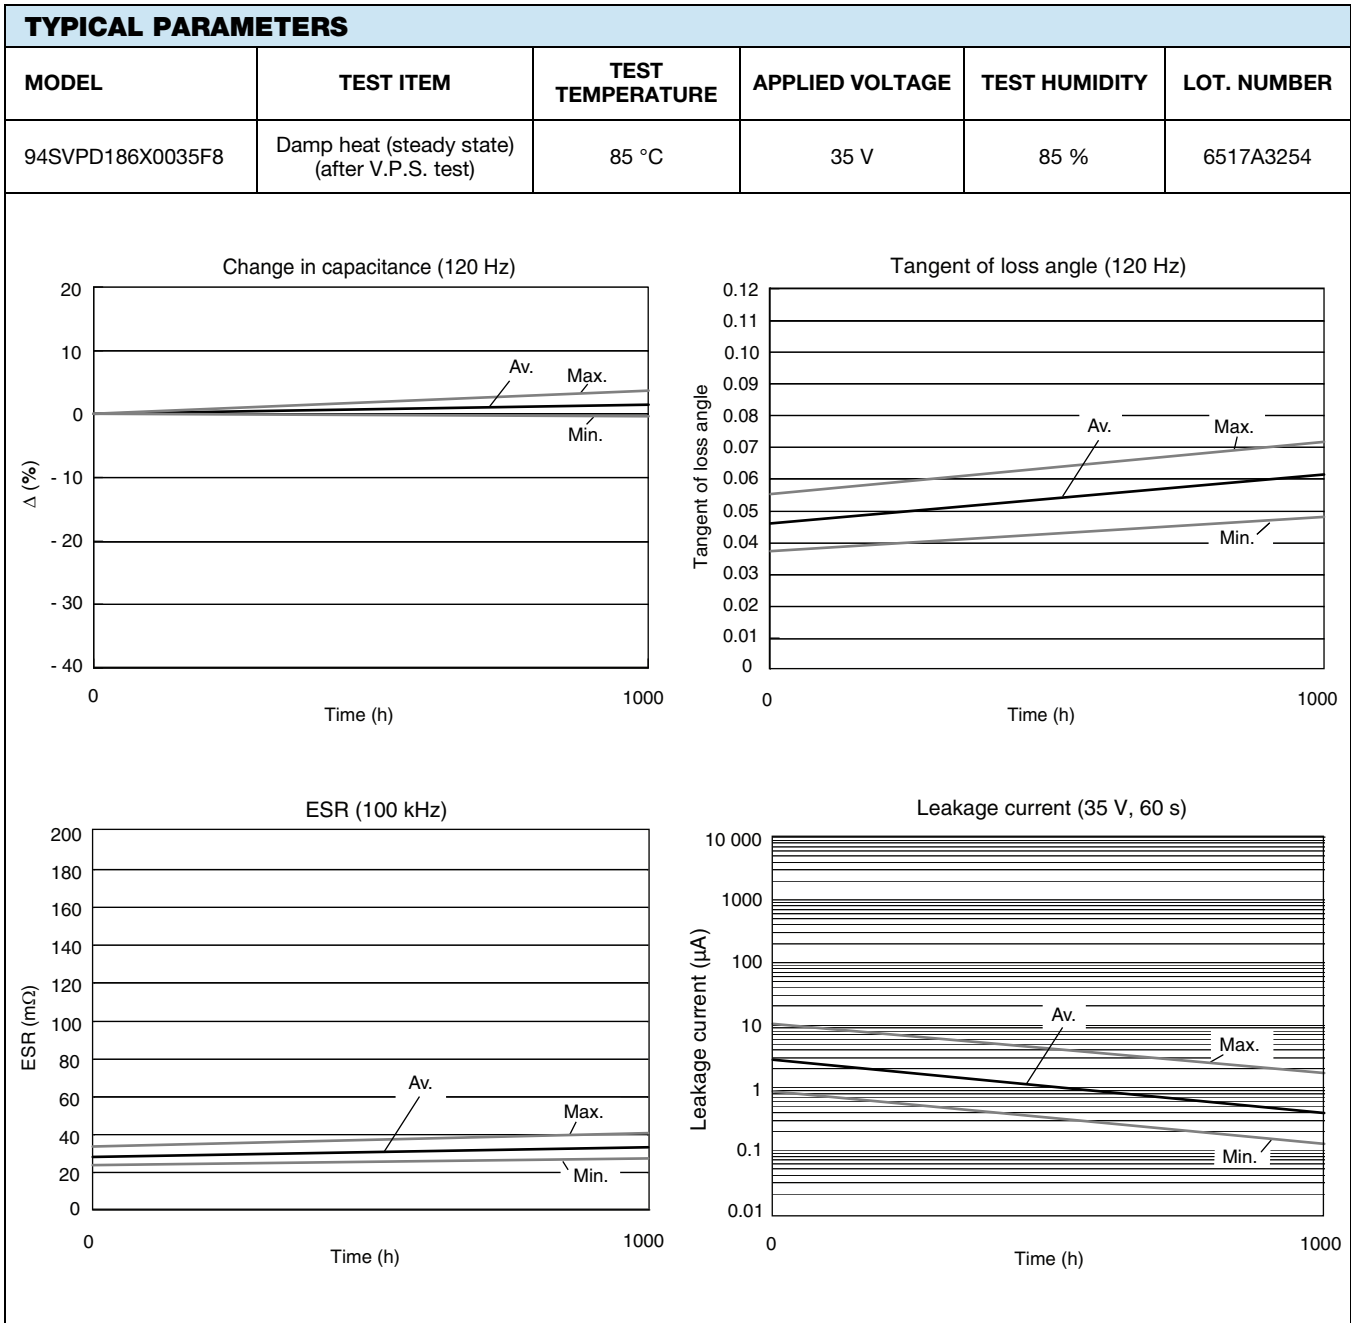 TYPICAL PARAMETERS
MODEL
TEST ITEM
TEST
TEMPERATURE
APPLIED VOLTAGE
TEST HUMIDITY
LOT. NUMBER
94SVPD186X0035F8
Damp heat (steady state)
(after V.P.S. test)
85 °C
35 V
85 %
6517A3254
Change in capacitance (120 Hz)
20
10
0
- 10
- 20
- 30
- 40
Δ (%)
Av.
Max.
Min.
0
1000
Time (h)
Tangent of loss angle (120 Hz)
0.12
0.11
0.10
0.09
0.08
0.07
0.06
0.05
0.04
0.03
0.02
0.01
0
Tangent of loss angle
Av.
Max.
Min.
0
1000
Time (h)
ESR (100 kHz)
200
180
160
140
120
100
80
60
40
20
0
ESR (mΩ)
Av.
Max.
Min.
0
1000
Time (h)
Leakage current (35 V, 60 s)
10 000
1000
100
10
1
0.1
0.01
Leakage current (µA)
Av.
Max.
Min.
0
1000
Time (h)